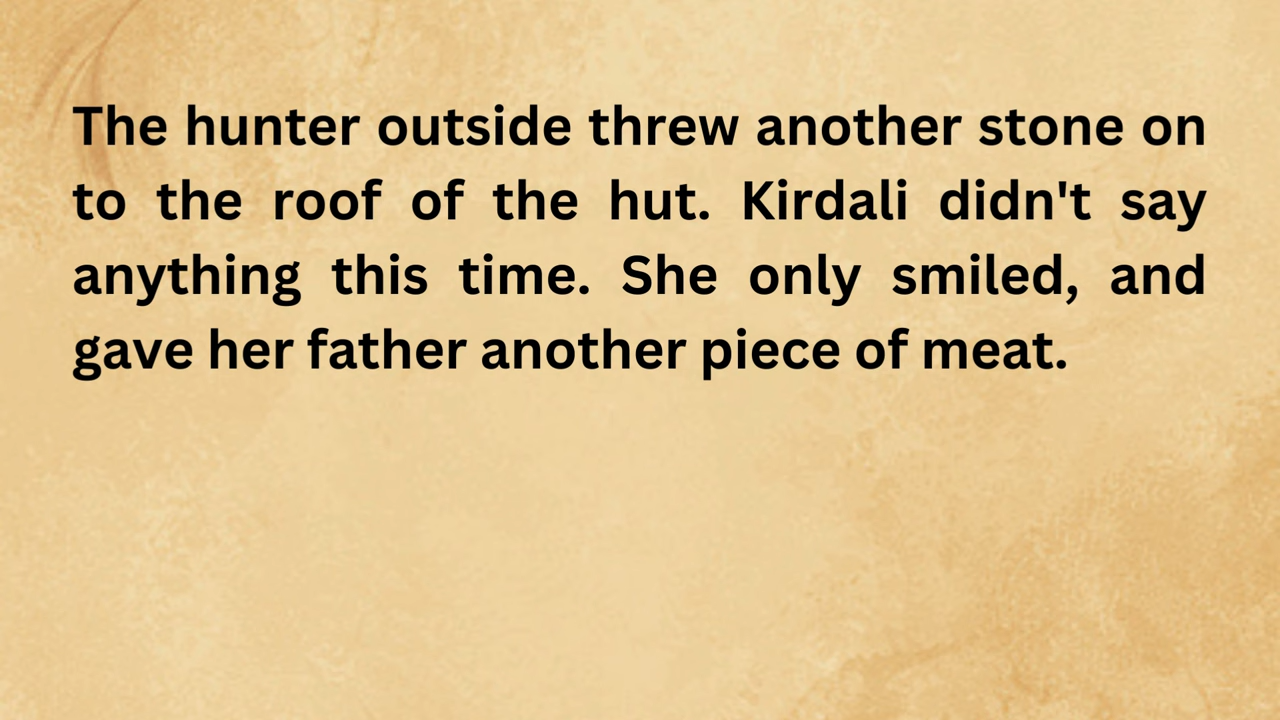 The hunter outside threw another stone on
to the roof of the hut. Kirdali didn't say
anything this time. She only smiled, and
gave her father another piece of meat.